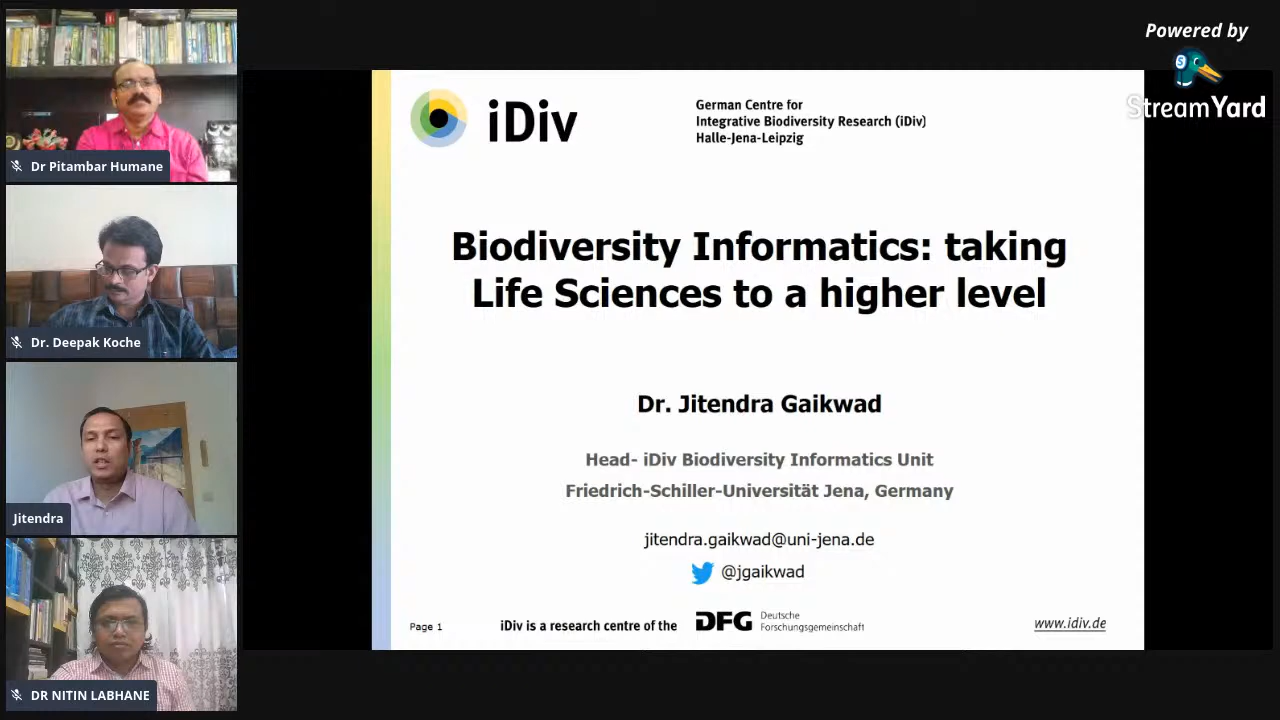 Powered by
StreamYard
Dr Pitambar Humane
Dr. Deepak Koche
Jitendra
DR NITIN LABHANE
iDiv
German Centre for
Integrative Biodiversity Research (iDiv)
Halle-Jena-Leipzig
Biodiversity Informatics: taking
Life Sciences to a higher level
Dr. Jitendra Gaikwad
Head- iDiv Biodiversity Informatics Unit
Friedrich-Schiller-Universität Jena, Germany
jitendra.gaikwad@uni-jena.de
@jgaikwad
Page 1
iDiv is a research centre of the
DFG Deutsche
Forschungsgemeinschaft
www.idiv.de